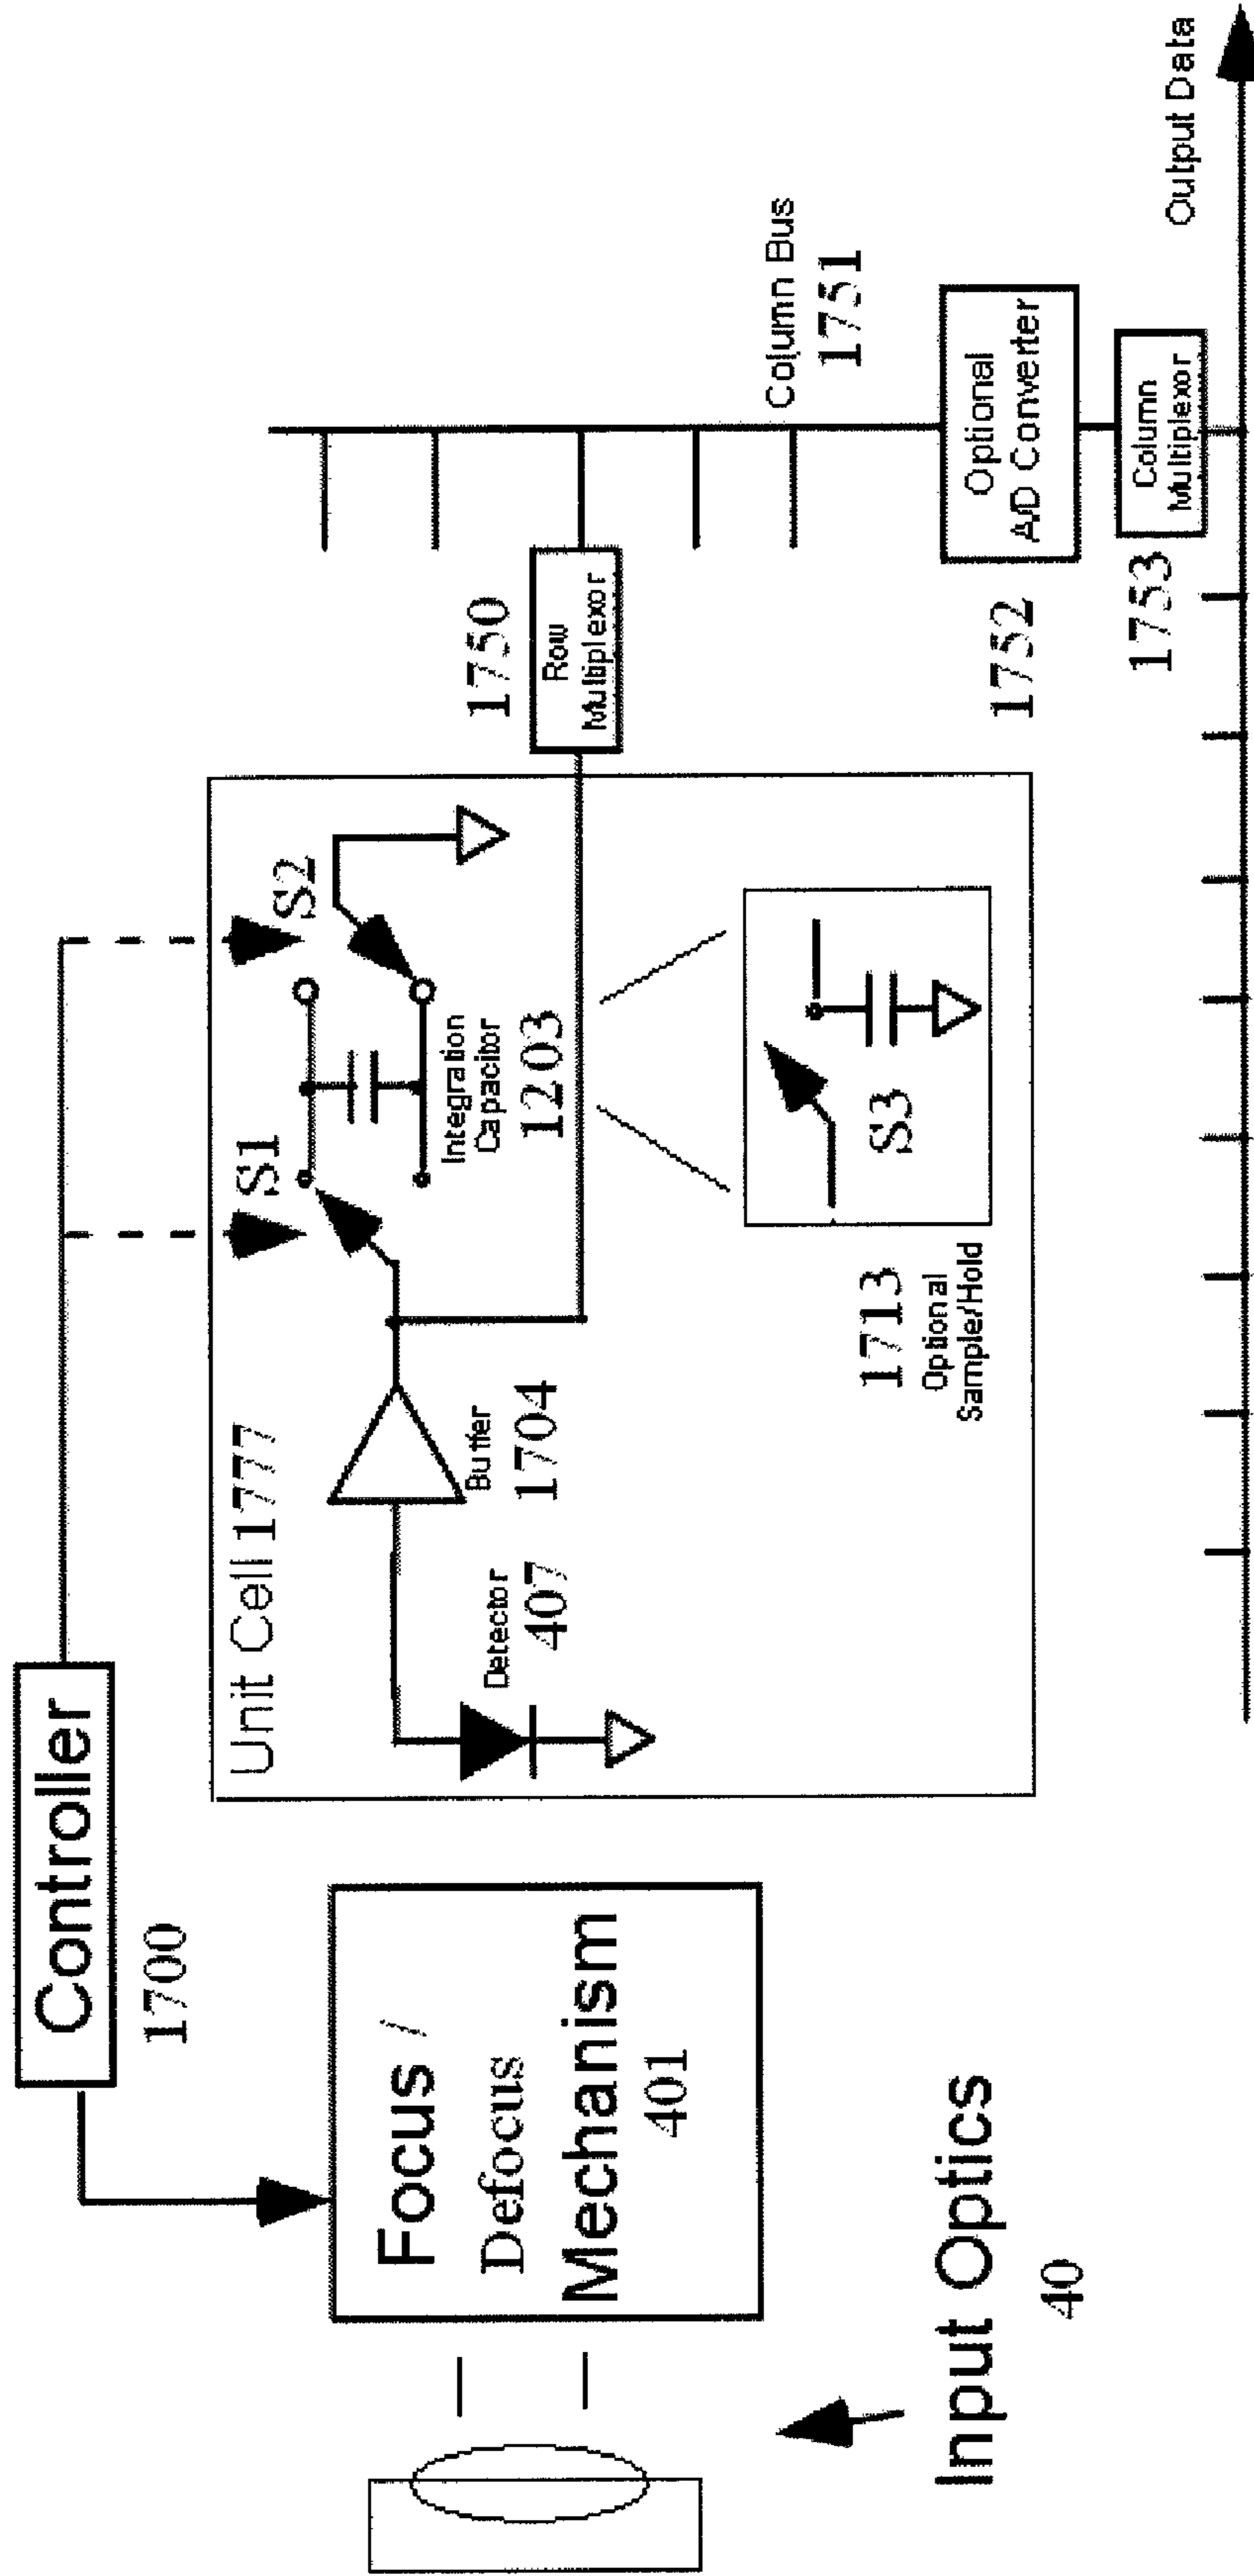 Controller
1700
Focus /
Defocus
Mechanism
401
Input Optics
40
Unit Cell 1777
Detector
407
Buffer
1704
S1
S2
Integration
Capacitor
1203
S3
1713
Optional
Sample/Hold
1750
Row
Multiplexor
Column Bus
1751
Optional
A/D Converter
1752
Column
Multiplexor
1753
Output Data